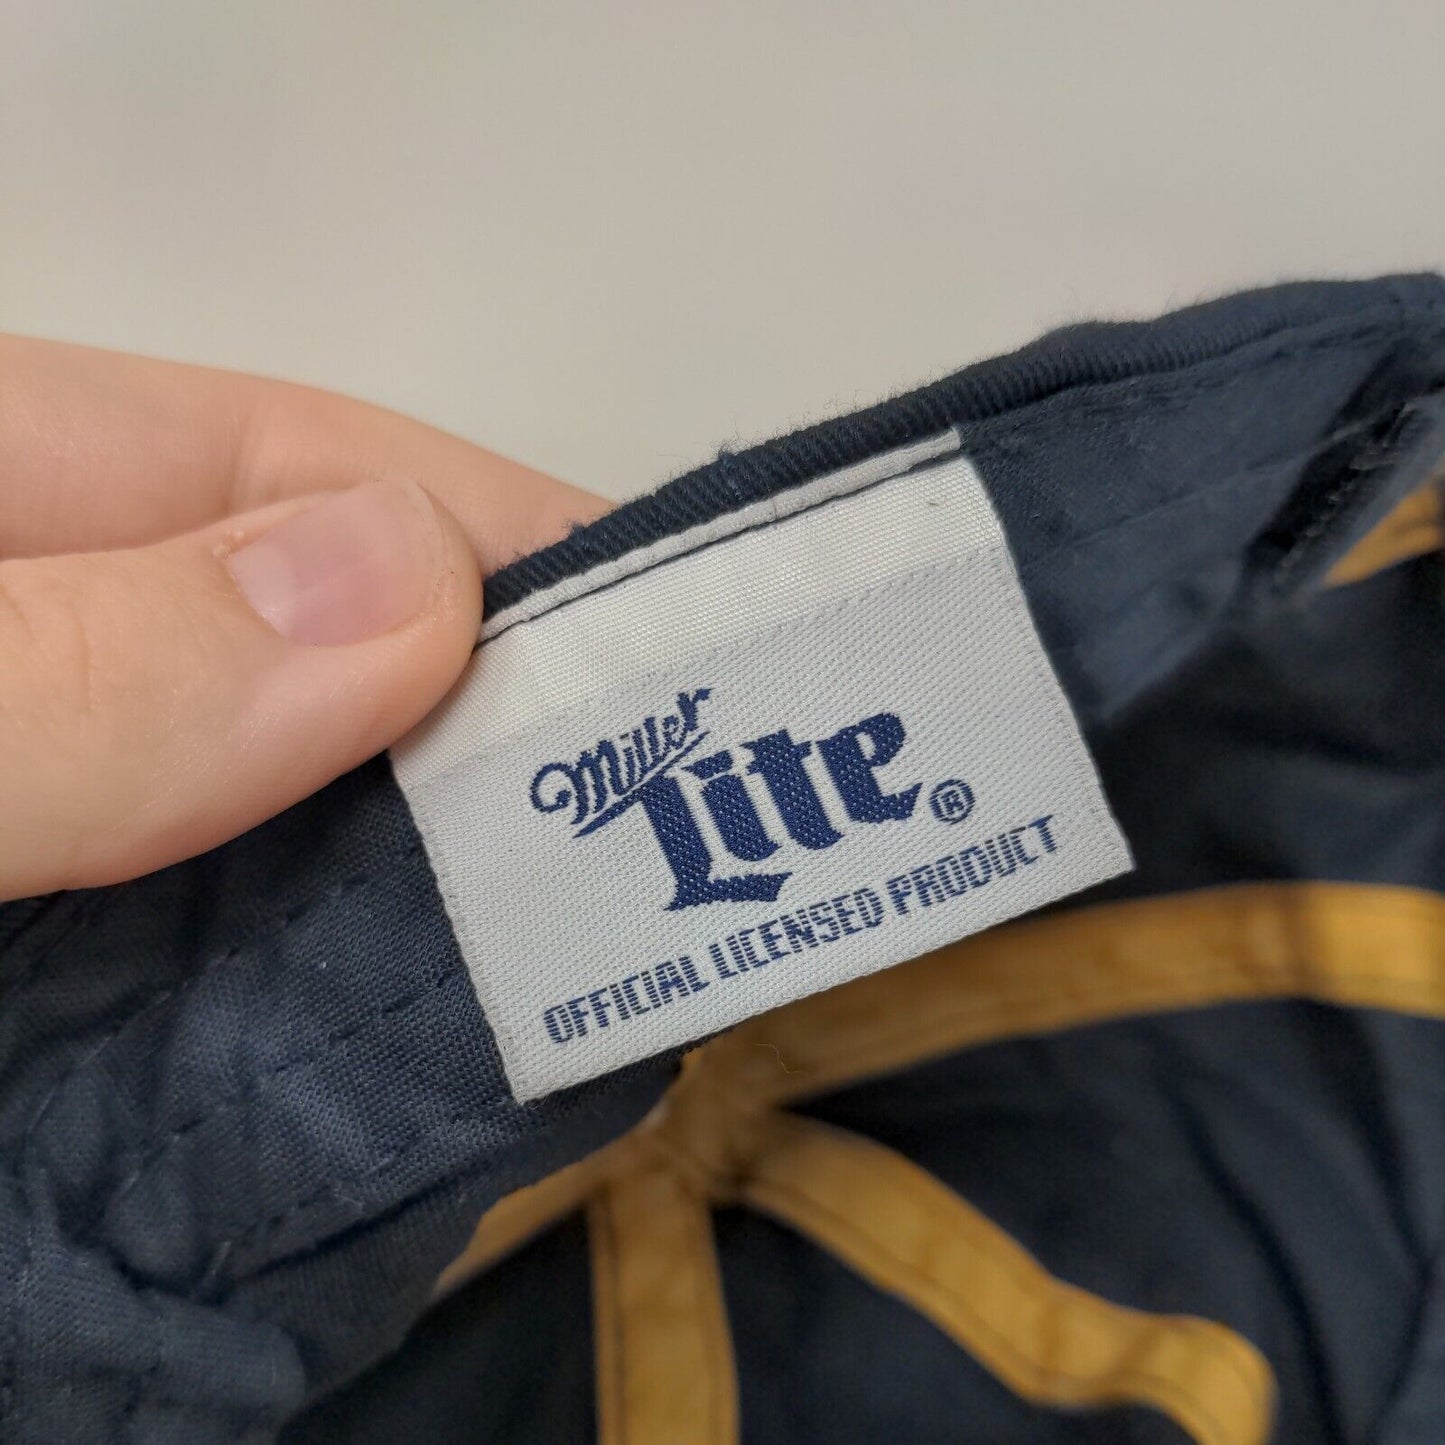 Miller
Lite ®
OFFICIAL LICENSED PRODUCT